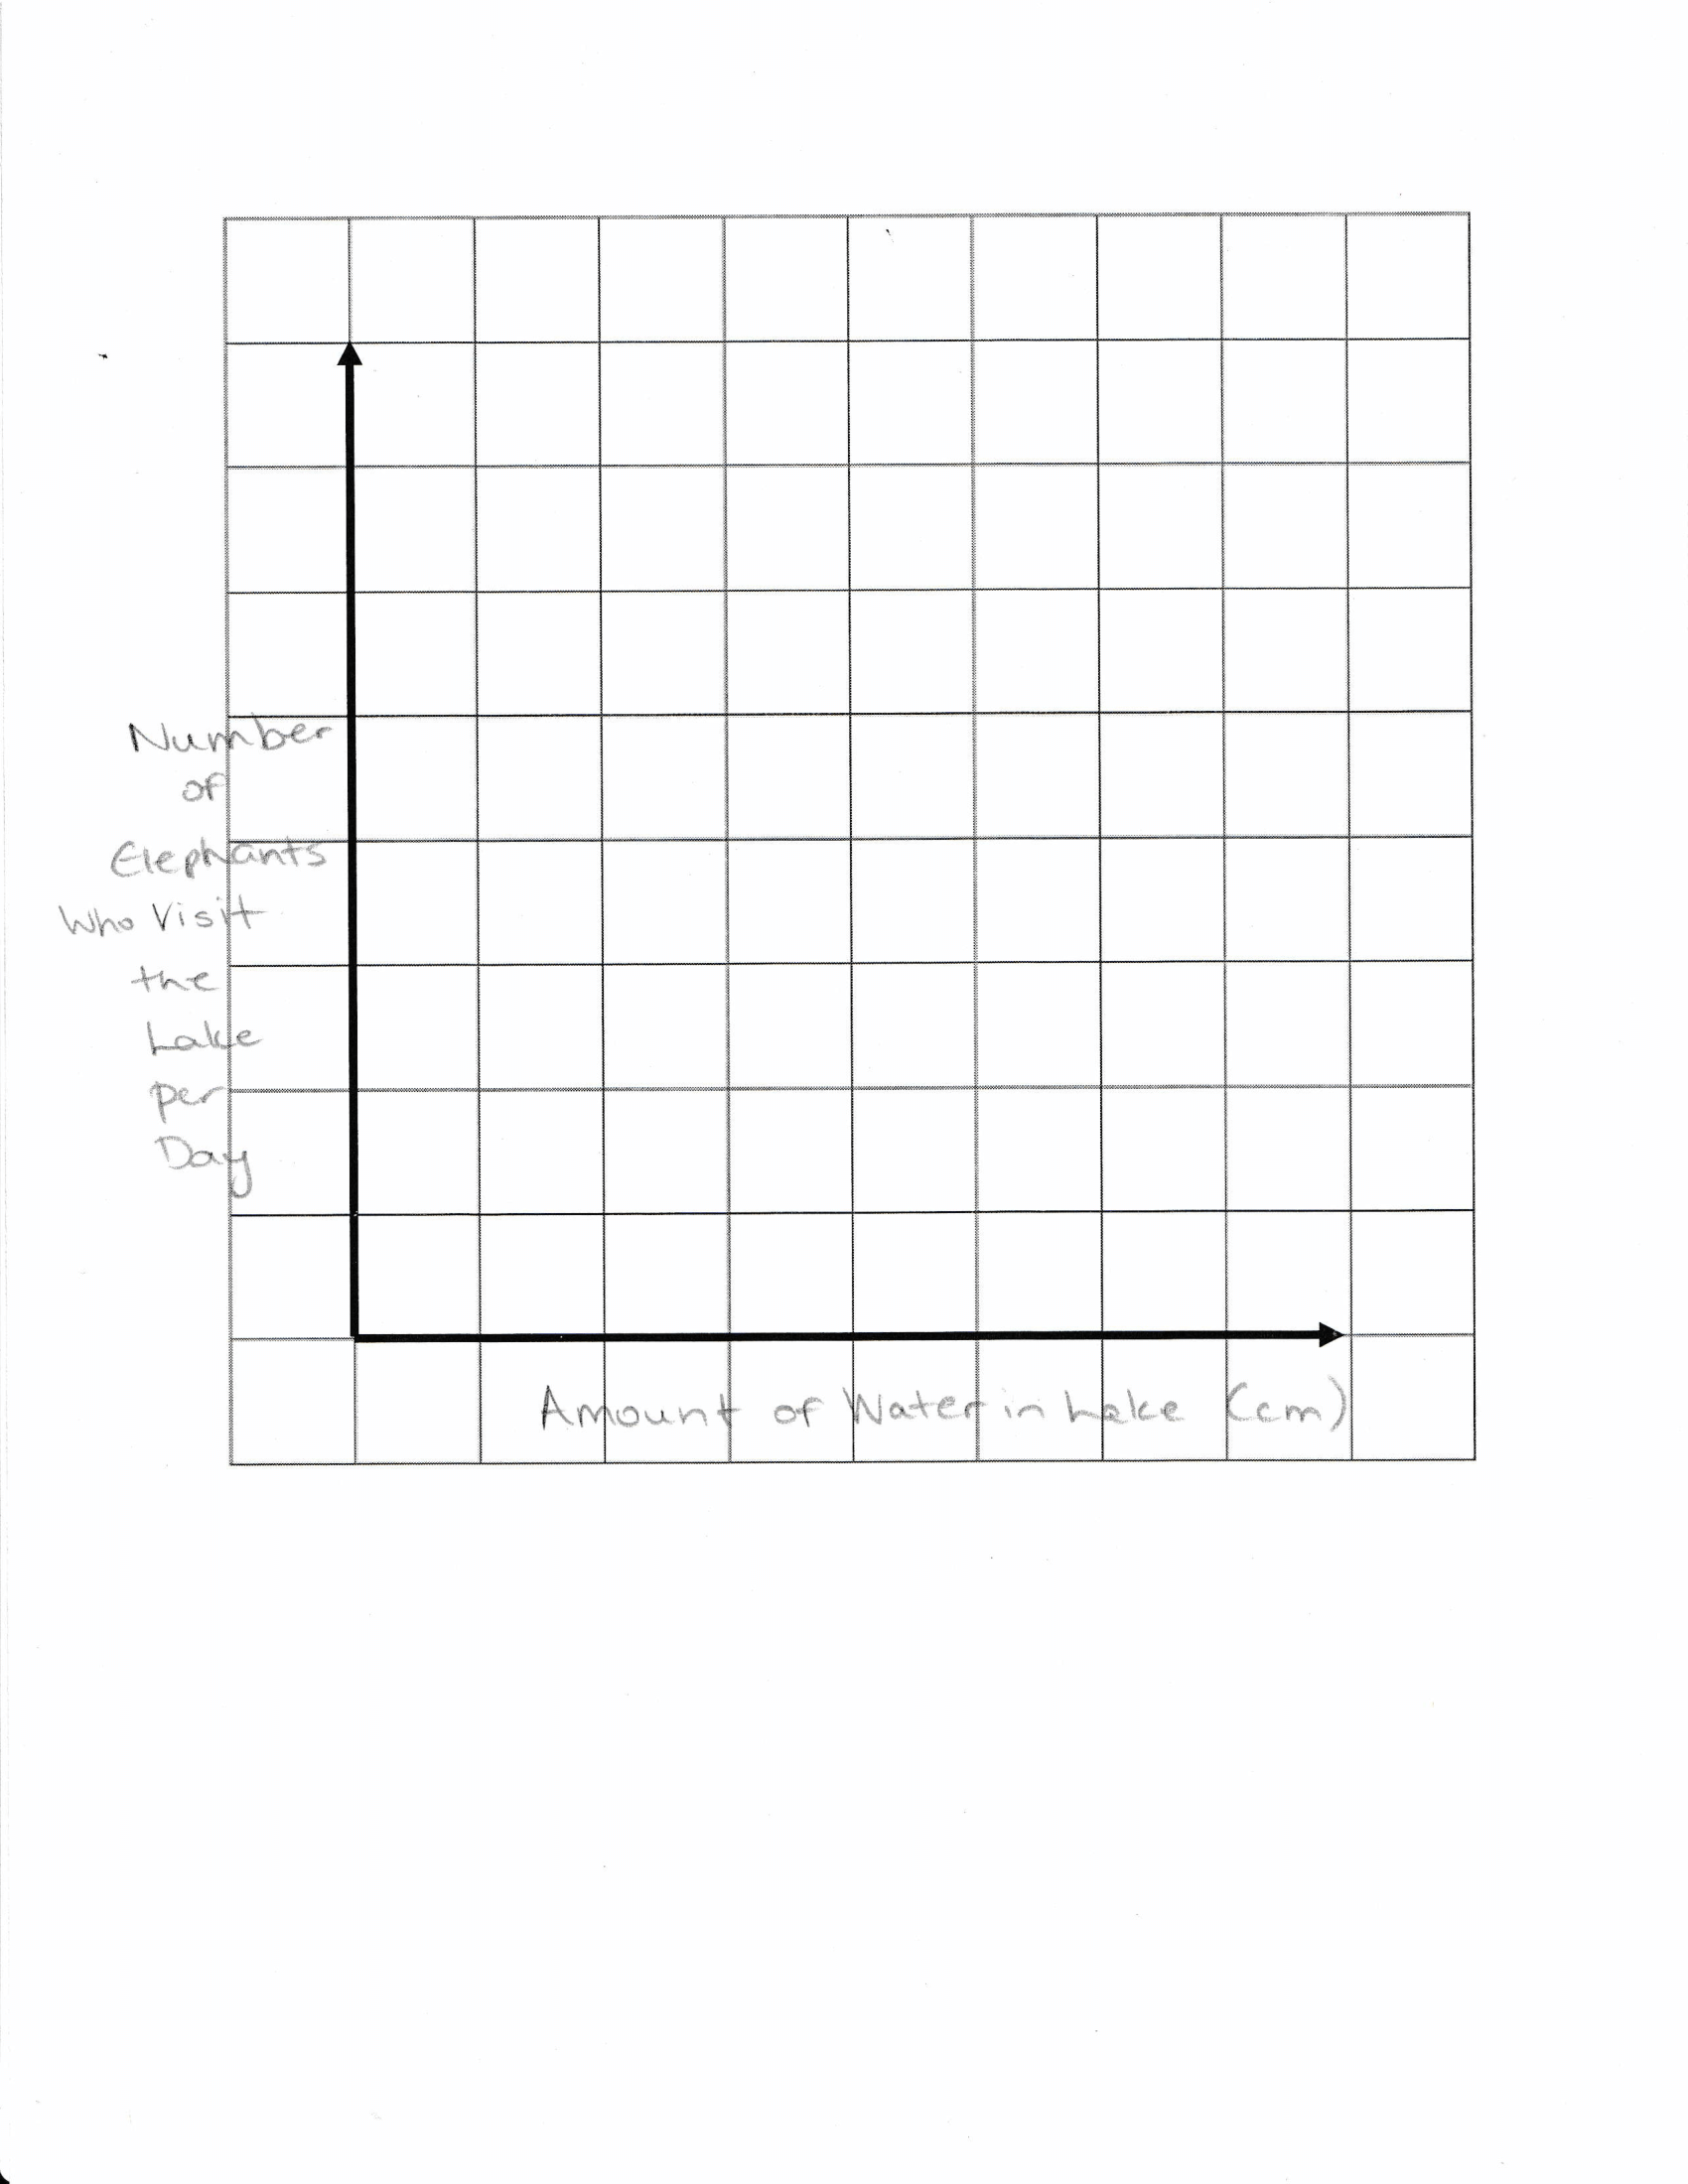 Number
of
Elephants
Who Visit
the
Lake
per
Day
Amount of Water in Lake (cm)